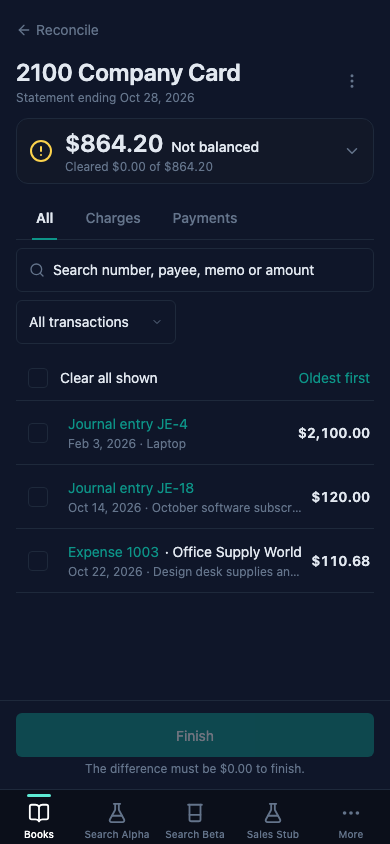 Reconcile
2100 Company Card
Statement ending Oct 28, 2026
$864.20 Not balanced
Cleared $0.00 of $864.20
All Charges Payments
Search number, payee, memo or amount
All transactions
Clear all shown Oldest first
Journal entry JE-4
$2,100.00
Feb 3, 2026 · Laptop
Journal entry JE-18
$120.00
Oct 14, 2026 · October software subscr...
Expense 1003 · Office Supply World
$110.68
Oct 22, 2026 · Design desk supplies an...
Finish
The difference must be $0.00 to finish.
Books Search Alpha Search Beta Sales Stub More